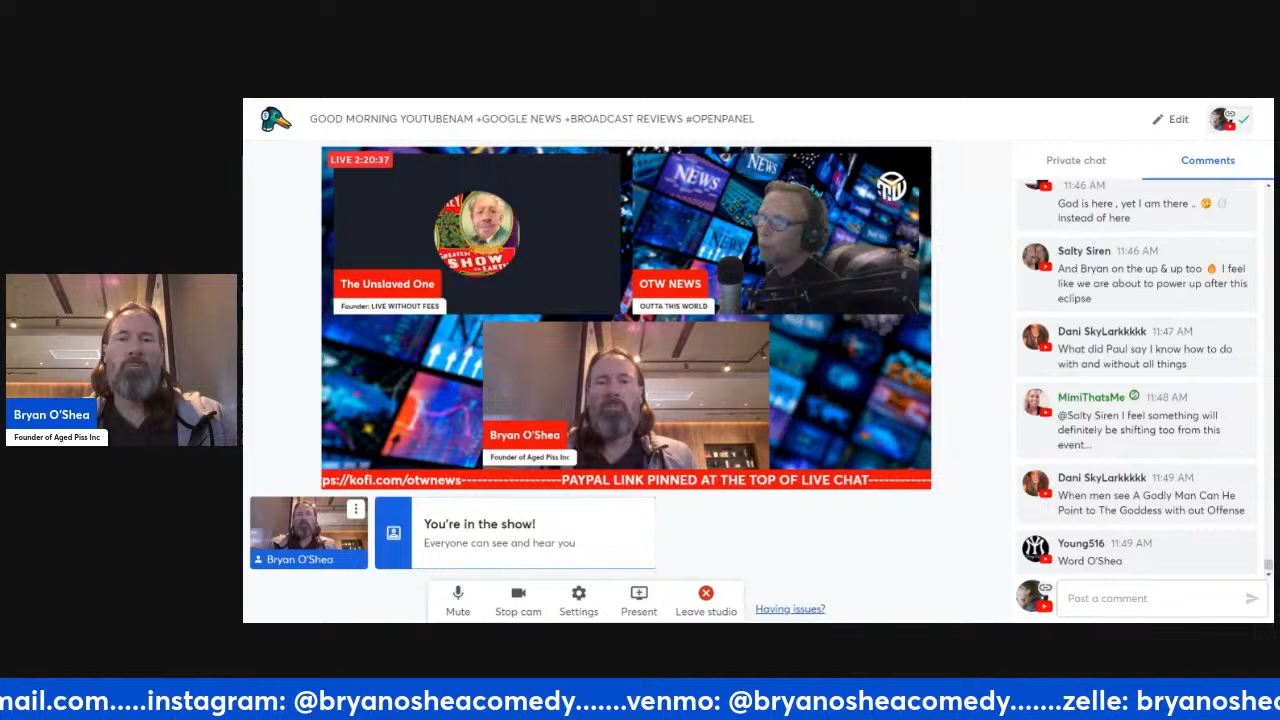 GOOD MORNING YOUTUBENAM +GOOGLE NEWS +BROADCAST REVIEWS #OPENPANEL
Edit
LIVE 2:20:37
NEWS
NEWS
NEWS
NEWS
GREATEST
SHOW
ON EARTH
The Unslaved One
Founder: LIVE WITHOUT FEES
OTW NEWS
OUTTA THIS WORLD
Bryan O'Shea
Founder of Aged Piss Inc
ps://kofi.com/otwnews------------------PAYPAL LINK PINNED AT THE TOP OF LIVE CHAT-----------
Bryan O'Shea
Founder of Aged Piss Inc
Bryan O'Shea
You're in the show!
Everyone can see and hear you
Mute
Stop cam
Settings
Present
Leave studio
Having issues?
Private chat
Comments
11:46 AM
God is here , yet I am there ..
instead of here
Salty Siren 11:46 AM
And Bryan on the up & up too 🔥 I feel
like we are about to power up after this
eclipse
Dani SkyLarkkkkk 11:47 AM
What did Paul say I know how to do
with and without all things
MimiThatsMe 11:48 AM
@Salty Siren I feel something will
definitely be shifting too from this
event...
Dani SkyLarkkkkk 11:49 AM
When men see A Godly Man Can He
Point to The Goddess with out Offense
Young516 11:49 AM
Word O'Shea
Post a comment
mail.com.....instagram: @bryanosheacomedy.......venmo: @bryanosheacomedy.......zelle: bryanoshea